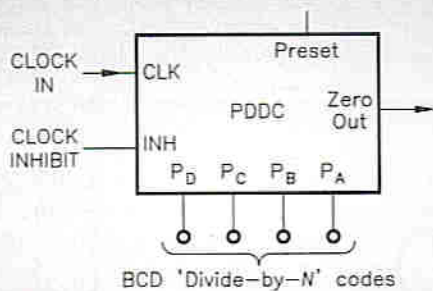 Preset
CLOCK
IN
CLK
PDDC
Zero
Out
CLOCK
INHIBIT
INH
P_D P_C P_B P_A
BCD 'Divide-by-N' codes